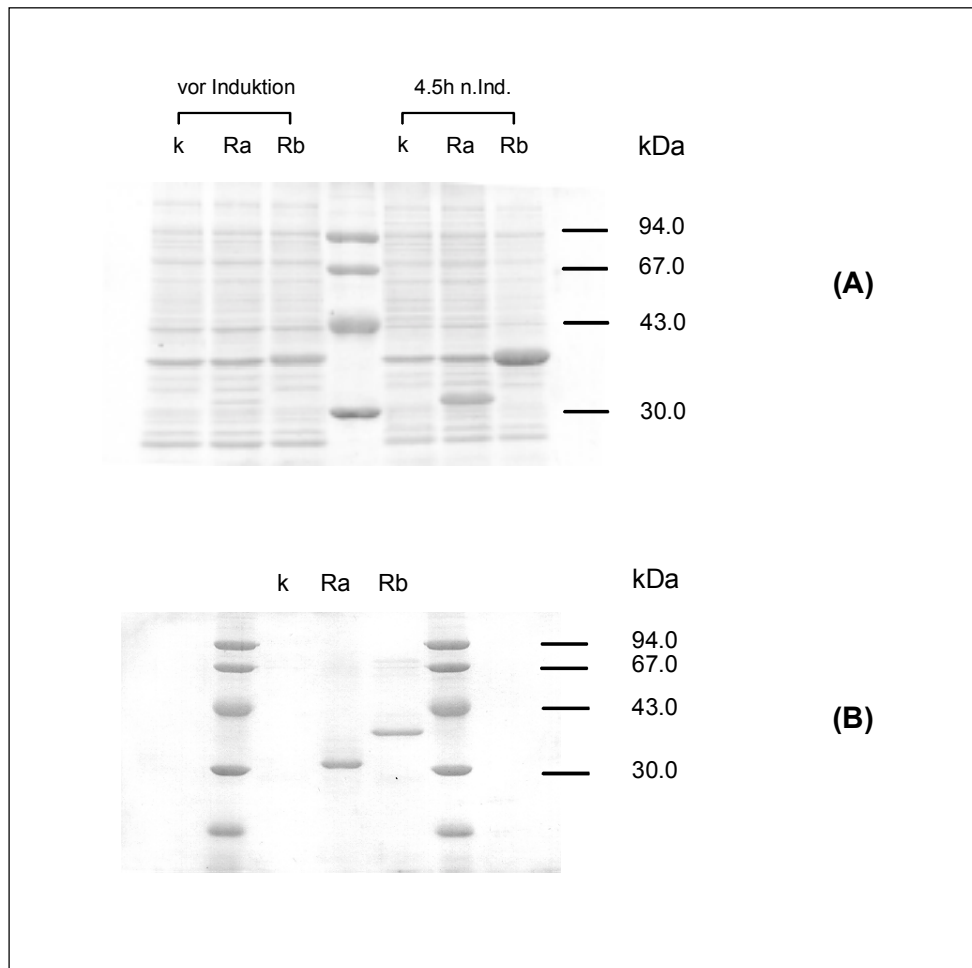 vor Induktion 4.5h n.Ind.
k Ra Rb k Ra Rb kDa
94.0
67.0
(A)
43.0
30.0
k Ra Rb kDa
94.0
67.0
43.0
(B)
30.0